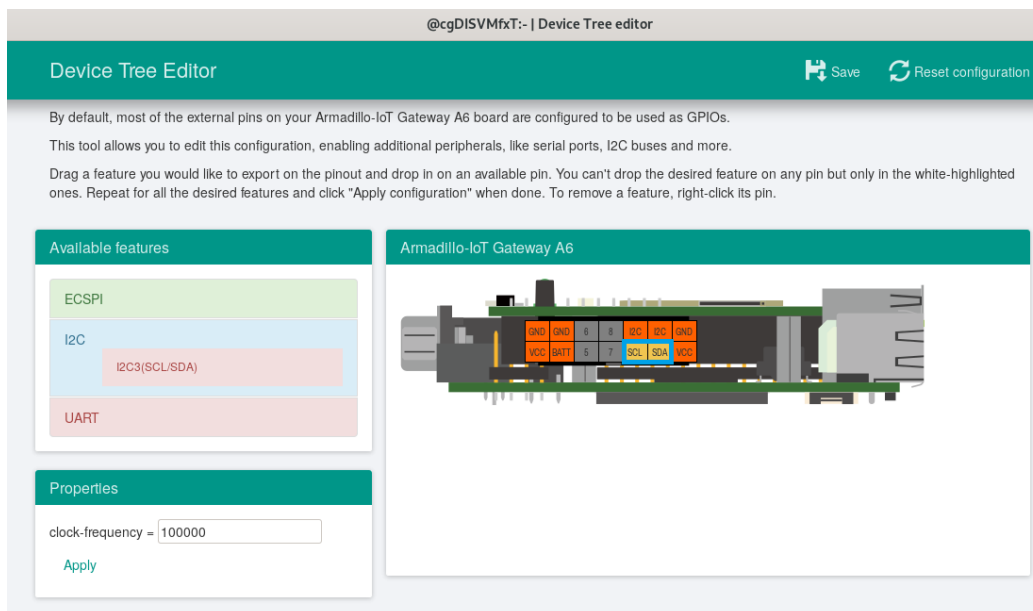 @cgDISVMfxT:- | Device Tree editor
Device Tree Editor
Save
Reset configuration
By default, most of the external pins on your Armadillo-IoT Gateway A6 board are configured to be used as GPIOs.
This tool allows you to edit this configuration, enabling additional peripherals, like serial ports, I2C buses and more.
Drag a feature you would like to export on the pinout and drop in on an available pin. You can't drop the desired feature on any pin but only in the white-highlighted
ones. Repeat for all the desired features and click "Apply configuration" when done. To remove a feature, right-click its pin.
Available features
ECSPI
I2C
I2C3(SCL/SDA)
UART
Properties
clock-frequency = 100000
Apply
Armadillo-IoT Gateway A6
GND GND 6 8 I2C I2C GND
VCC BATT 5 7 SCL SDA VCC